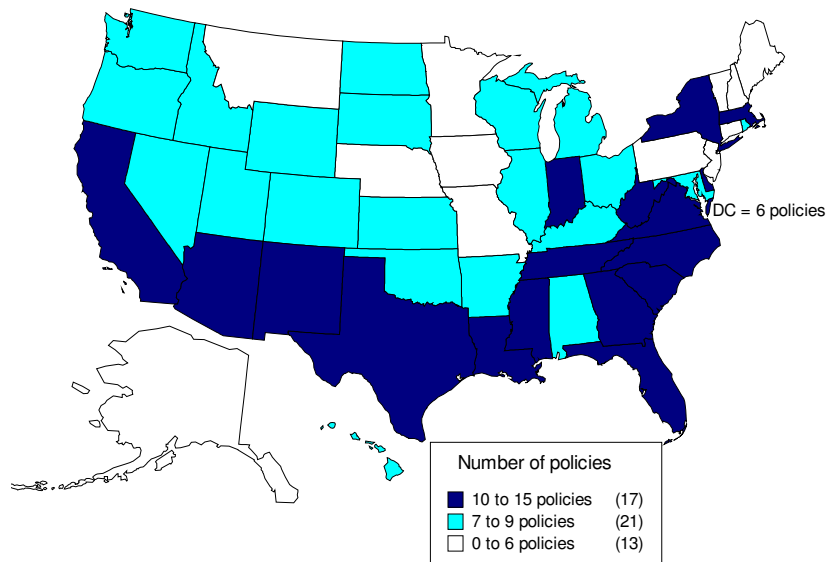 DC = 6 policies
Number of policies
10 to 15 policies (17)
7 to 9 policies (21)
0 to 6 policies (13)